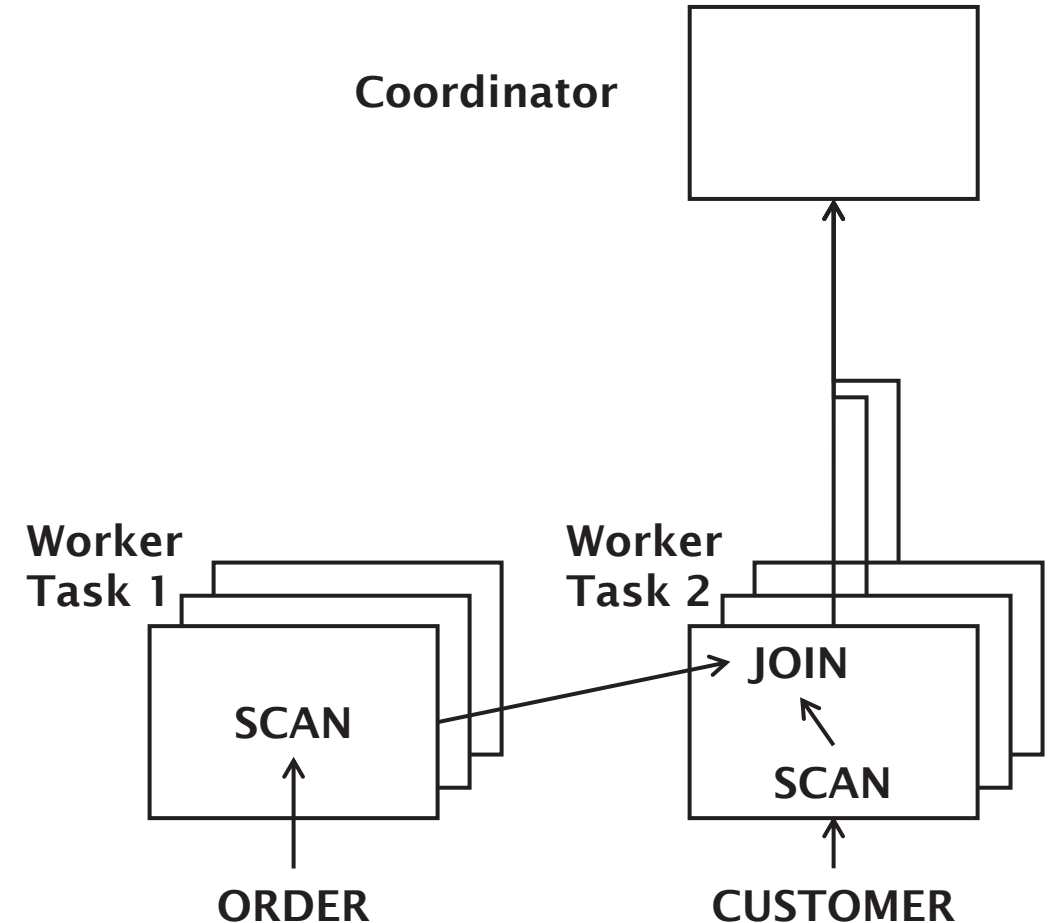 Coordinator
Worker
Task 1
Worker
Task 2
JOIN
SCAN
SCAN
ORDER
CUSTOMER